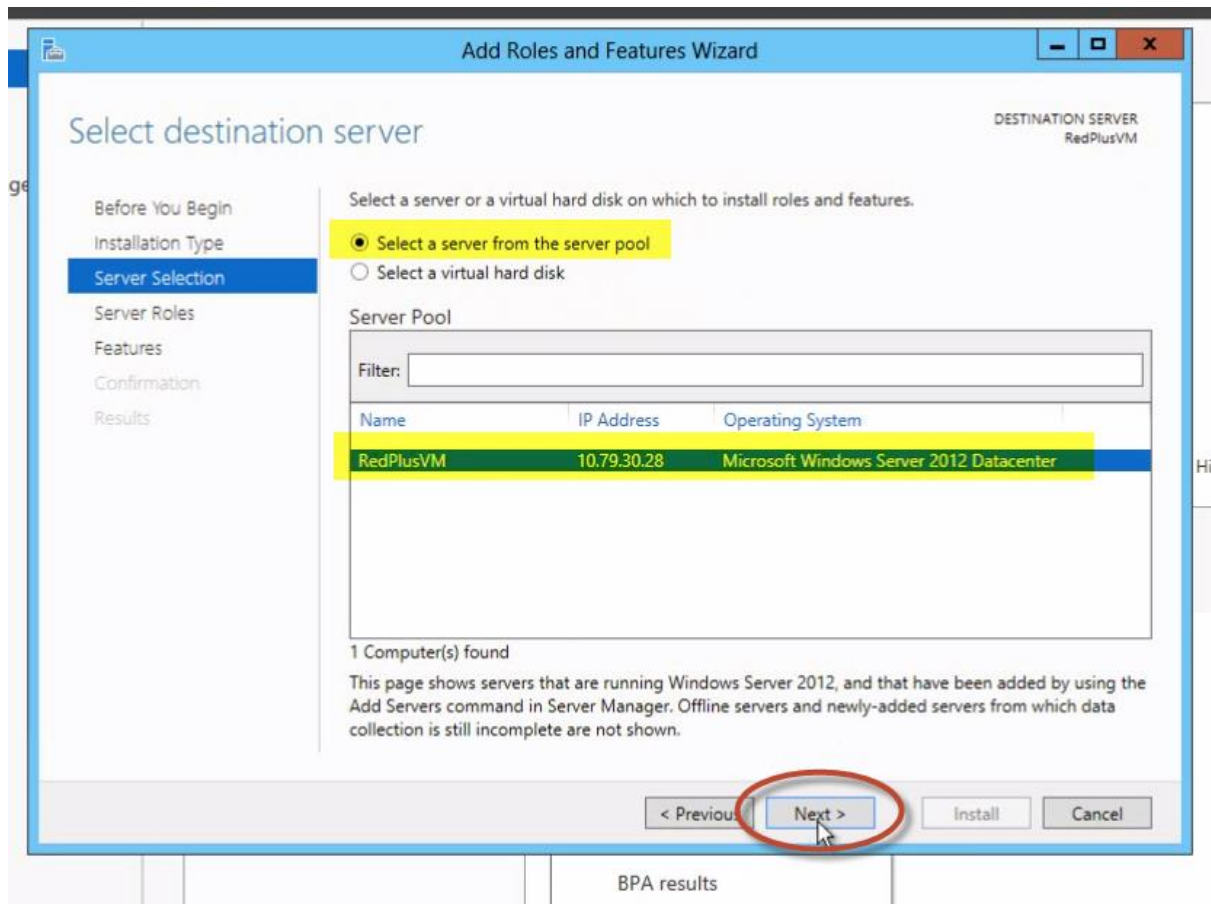 Add Roles and Features Wizard
Select destination server
DESTINATION SERVER
RedPlusVM
Before You Begin
Installation Type
Server Selection
Server Roles
Features
Confirmation
Results
Select a server or a virtual hard disk on which to install roles and features.
Select a server from the server pool
Select a virtual hard disk
Server Pool
Filter:
Name IP Address Operating System
RedPlusVM 10.79.30.28 Microsoft Windows Server 2012 Datacenter
1 Computer(s) found
This page shows servers that are running Windows Server 2012, and that have been added by using the
Add Servers command in Server Manager. Offline servers and newly-added servers from which data
collection is still incomplete are not shown.
< Previous Next > Install Cancel
BPA results